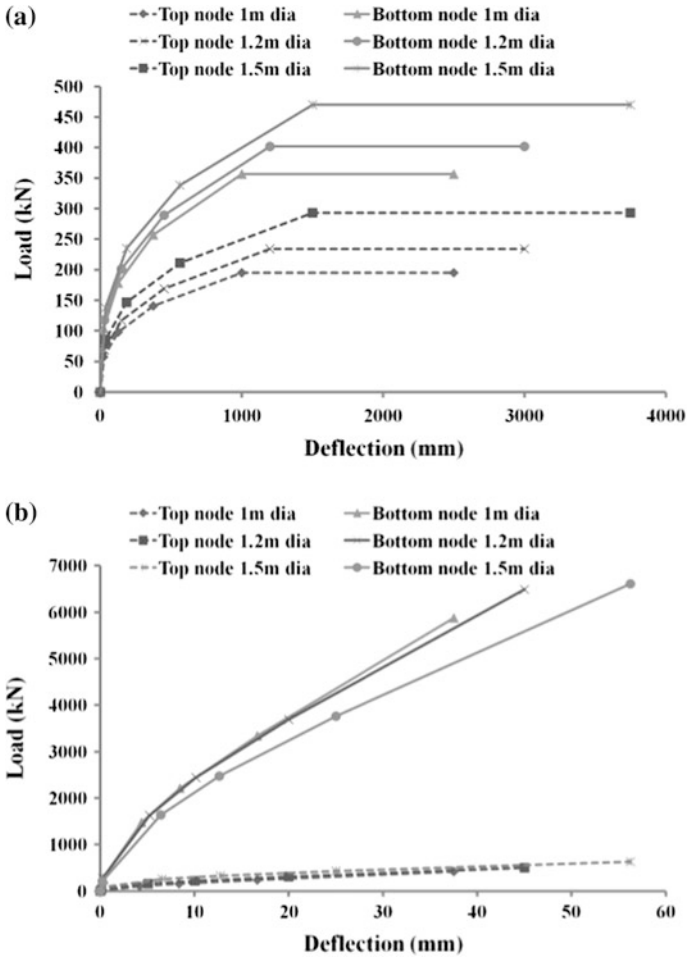 (a)
Top node 1m dia
Bottom node 1m dia
Top node 1.2m dia
Bottom node 1.2m dia
Top node 1.5m dia
Bottom node 1.5m dia
500
450
400
350
300
250
200
150
100
50
0
Load (kN)
0 1000 2000 3000 4000
Deflection (mm)
(b)
Top node 1m dia
Bottom node 1m dia
Top node 1.2m dia
Bottom node 1.2m dia
Top node 1.5m dia
Bottom node 1.5m dia
7000
6000
5000
4000
3000
2000
1000
0
Load (kN)
0 10 20 30 40 50 60
Deflection (mm)